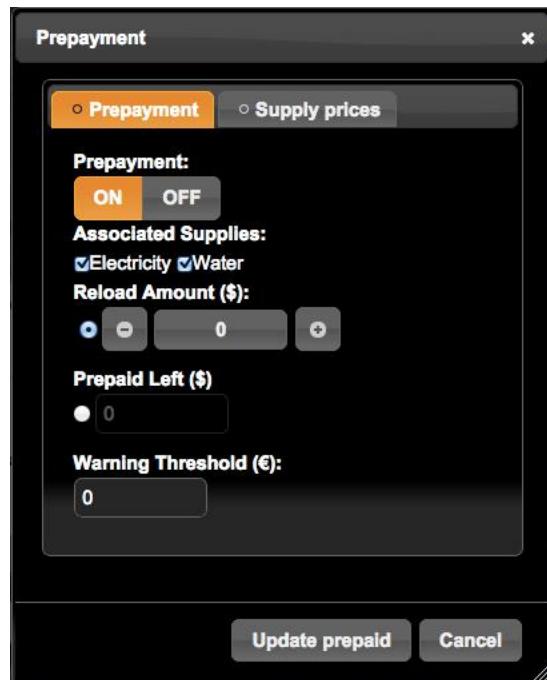 Prepayment
Prepayment Supply prices
Prepayment:
ON OFF
Associated Supplies:
Electricity Water
Reload Amount ($):
0
Prepaid Left ($)
0
Warning Threshold (€):
0
Update prepaid Cancel